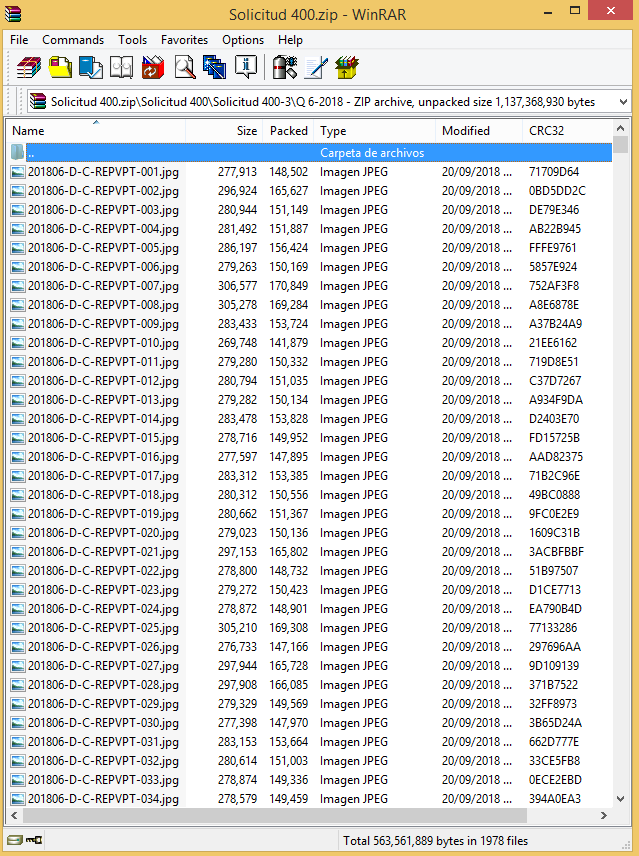 Solicitud 400.zip - WinRAR
File Commands Tools Favorites Options Help
Solicitud 400.zip\Solicitud 400\Solicitud 400-3\Q 6-2018 - ZIP archive, unpacked size 1,137,368,930 bytes
Name Size Packed Type Modified CRC32
.. Carpeta de archivos
201806-D-C-REPVPT-001.jpg 277,913 148,502 Imagen JPEG 20/09/2018 ... 71709D64
201806-D-C-REPVPT-002.jpg 296,924 165,627 Imagen JPEG 20/09/2018 ... 0BD5DD2C
201806-D-C-REPVPT-003.jpg 280,944 151,149 Imagen JPEG 20/09/2018 ... DE79E346
201806-D-C-REPVPT-004.jpg 281,492 151,887 Imagen JPEG 20/09/2018 ... AB22B945
201806-D-C-REPVPT-005.jpg 286,197 156,424 Imagen JPEG 20/09/2018 ... FFFE9761
201806-D-C-REPVPT-006.jpg 279,263 150,169 Imagen JPEG 20/09/2018 ... 5857E924
201806-D-C-REPVPT-007.jpg 306,577 170,849 Imagen JPEG 20/09/2018 ... 752AF3F8
201806-D-C-REPVPT-008.jpg 305,278 169,284 Imagen JPEG 20/09/2018 ... A8E6878E
201806-D-C-REPVPT-009.jpg 283,433 153,724 Imagen JPEG 20/09/2018 ... A37B24A9
201806-D-C-REPVPT-010.jpg 269,748 141,879 Imagen JPEG 20/09/2018 ... 21EE6162
201806-D-C-REPVPT-011.jpg 279,280 150,332 Imagen JPEG 20/09/2018 ... 719D8E51
201806-D-C-REPVPT-012.jpg 280,794 151,035 Imagen JPEG 20/09/2018 ... C37D7267
201806-D-C-REPVPT-013.jpg 279,282 150,134 Imagen JPEG 20/09/2018 ... A934F9DA
201806-D-C-REPVPT-014.jpg 283,478 153,828 Imagen JPEG 20/09/2018 ... D2403E70
201806-D-C-REPVPT-015.jpg 278,716 149,952 Imagen JPEG 20/09/2018 ... FD15725B
201806-D-C-REPVPT-016.jpg 277,597 147,895 Imagen JPEG 20/09/2018 ... AAD82375
201806-D-C-REPVPT-017.jpg 283,312 153,385 Imagen JPEG 20/09/2018 ... 71B2C96E
201806-D-C-REPVPT-018.jpg 280,312 150,556 Imagen JPEG 20/09/2018 ... 49BC0888
201806-D-C-REPVPT-019.jpg 280,662 151,367 Imagen JPEG 20/09/2018 ... 9FC0E2E9
201806-D-C-REPVPT-020.jpg 279,023 150,136 Imagen JPEG 20/09/2018 ... 1609C31B
201806-D-C-REPVPT-021.jpg 297,153 165,802 Imagen JPEG 20/09/2018 ... 3ACBFBBF
201806-D-C-REPVPT-022.jpg 278,800 148,732 Imagen JPEG 20/09/2018 ... 51B97507
201806-D-C-REPVPT-023.jpg 279,272 150,423 Imagen JPEG 20/09/2018 ... D1CE7713
201806-D-C-REPVPT-024.jpg 278,872 148,901 Imagen JPEG 20/09/2018 ... EA790B4D
201806-D-C-REPVPT-025.jpg 305,210 169,308 Imagen JPEG 20/09/2018 ... 77133286
201806-D-C-REPVPT-026.jpg 276,733 147,166 Imagen JPEG 20/09/2018 ... 297696AA
201806-D-C-REPVPT-027.jpg 297,944 165,728 Imagen JPEG 20/09/2018 ... 9D109139
201806-D-C-REPVPT-028.jpg 297,908 166,085 Imagen JPEG 20/09/2018 ... 371B7522
201806-D-C-REPVPT-029.jpg 279,329 149,569 Imagen JPEG 20/09/2018 ... 32FF8973
201806-D-C-REPVPT-030.jpg 277,398 147,970 Imagen JPEG 20/09/2018 ... 3B65D24A
201806-D-C-REPVPT-031.jpg 283,153 153,664 Imagen JPEG 20/09/2018 ... 662D777E
201806-D-C-REPVPT-032.jpg 280,614 151,003 Imagen JPEG 20/09/2018 ... 33CE5FB8
201806-D-C-REPVPT-033.jpg 278,874 149,336 Imagen JPEG 20/09/2018 ... 0ECE2EBD
201806-D-C-REPVPT-034.jpg 278,579 149,459 Imagen JPEG 20/09/2018 ... 394A0EA3
Total 563,561,889 bytes in 1978 files